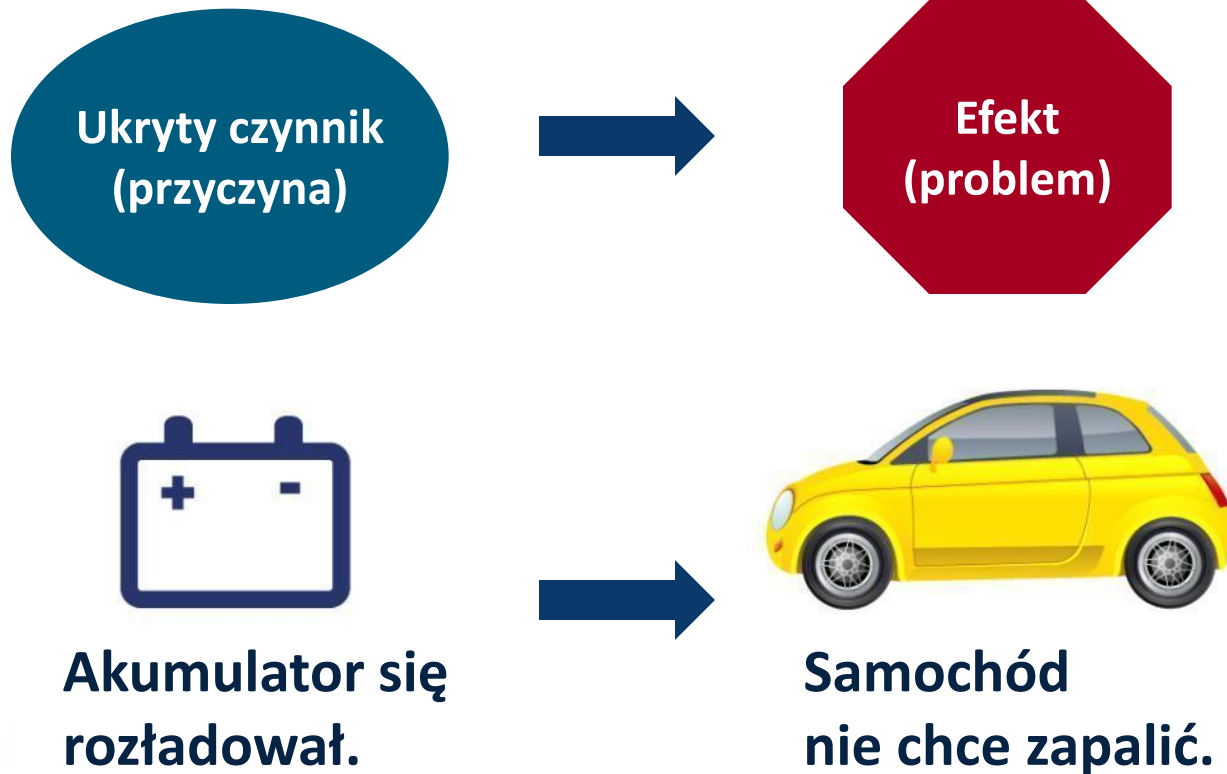 Ukryty czynnik
(przyczyna)
Efekt
(problem)
+ -
Akumulator się
rozładował.
Samochód
nie chce zapalić.